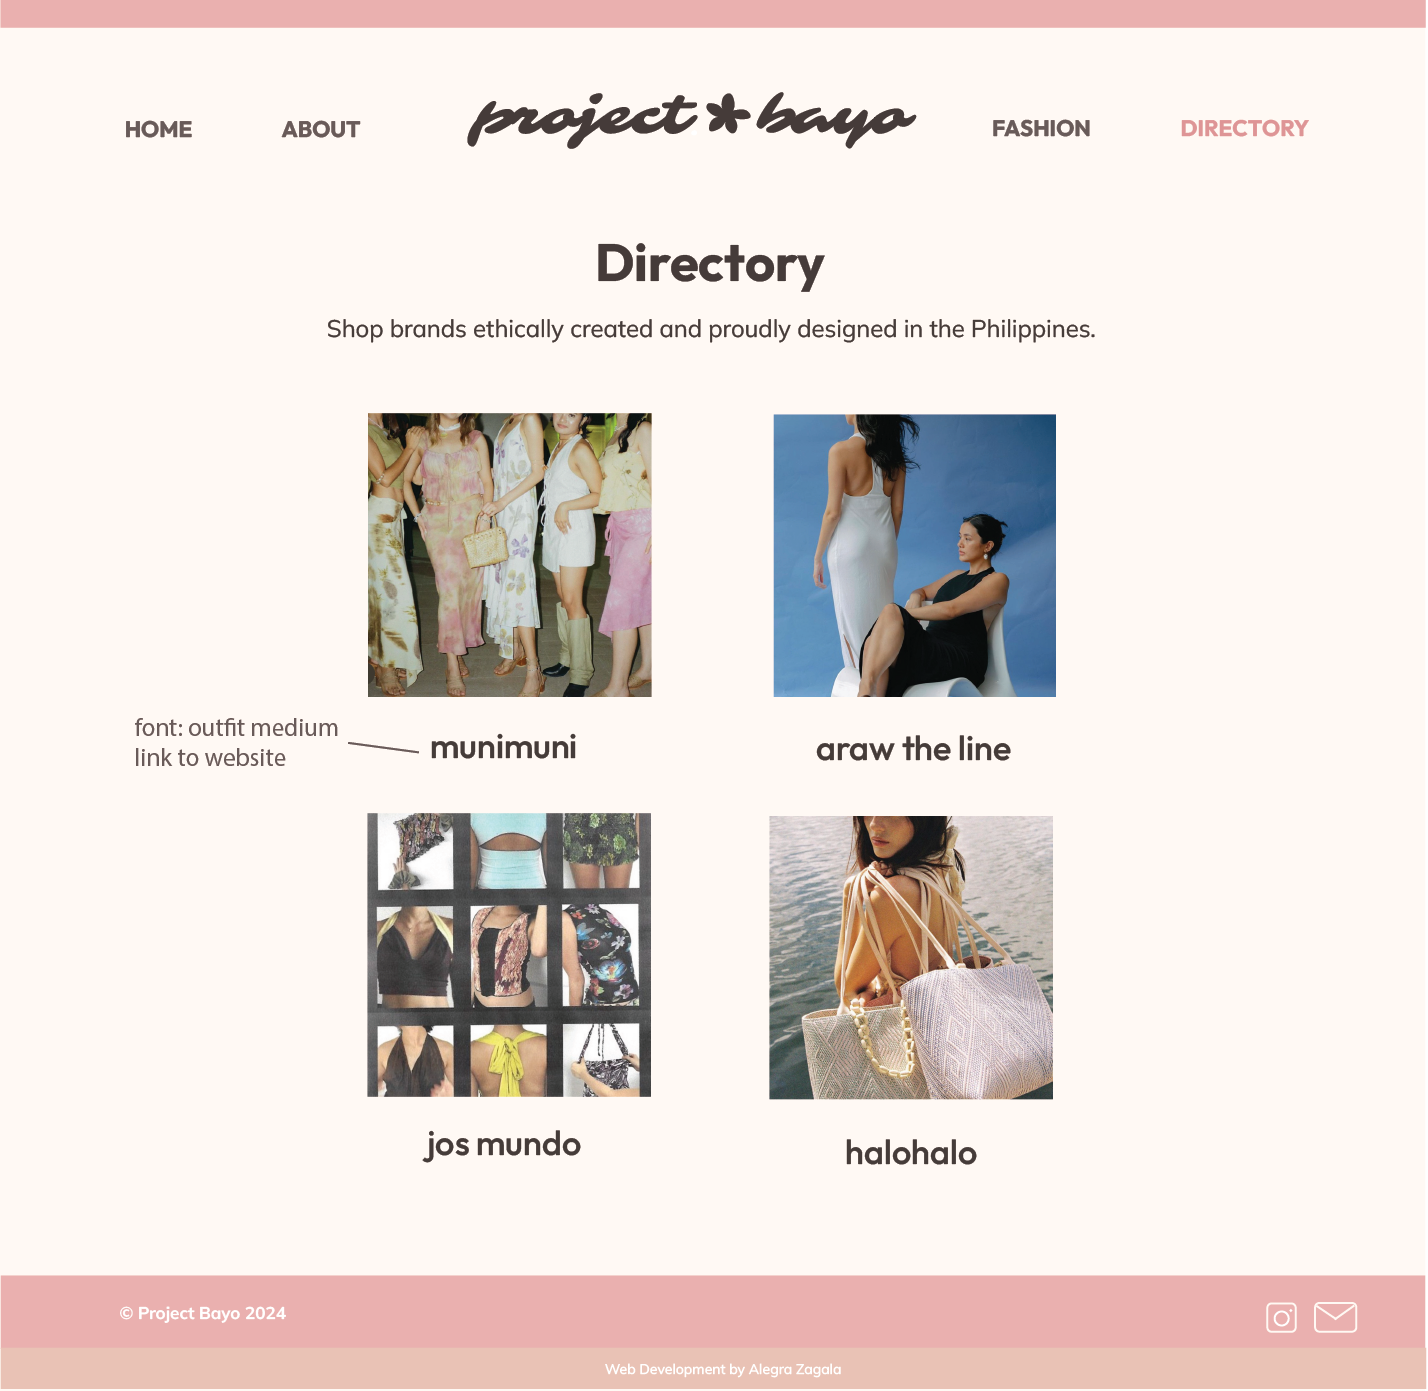 HOME ABOUT project bayo FASHION DIRECTORY
Directory
Shop brands ethically created and proudly designed in the Philippines.
font: outfit medium
link to website
munimuni
araw the line
jos mundo
halohalo
© Project Bayo 2024
Web Development by Alegra Zagala